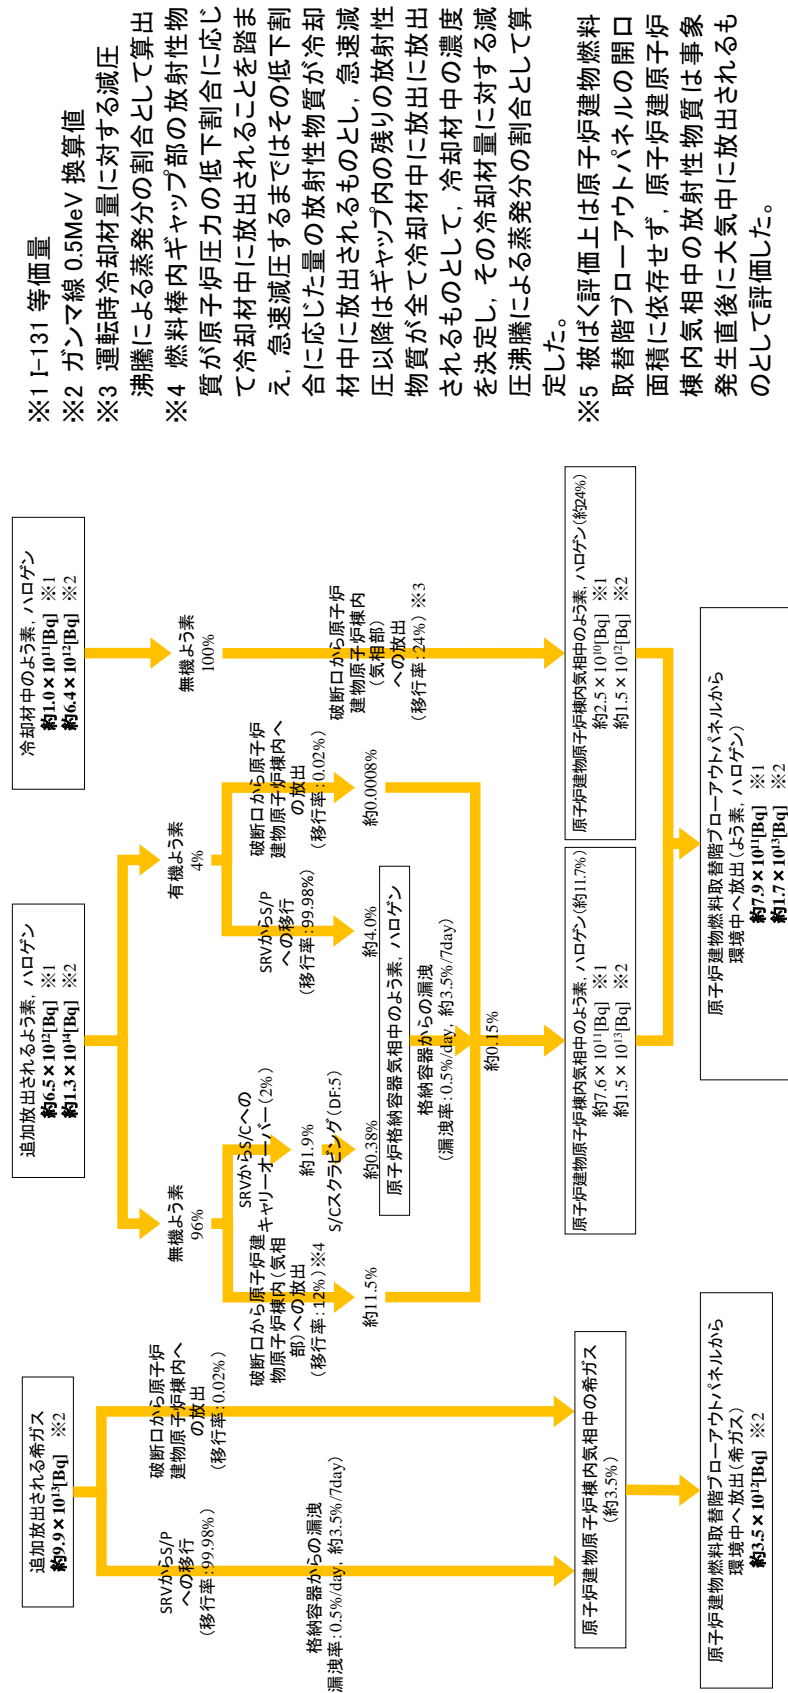 追加放出される希ガス
約9.9×10¹³[Bq] ※2
SRVからS/P
への移行
(移行率:99.98%)
破断口から原子炉
建物原子炉棟内へ
の放出
(移行率:0.02%)
格納容器からの漏洩
漏洩率:0.5%/day, 約3.5%/7day)
原子炉建物原子炉棟内気相中の希ガス
(約3.5%)
原子炉建物燃料取替階ブローアウトパネルから
環境中へ放出(希ガス)
約3.5×10¹²[Bq] ※2
追加放出されるよう素, ハロゲン
約6.5×10¹²[Bq] ※1
約1.3×10¹⁴[Bq] ※2
無機よう素
96%
有機よう素
4%
破断口から原子炉建
物原子炉棟内(気相
部)への放出
(移行率:12%)※4
約11.5%
SRVからS/Cへの
キャリーオーバー(2%)
約1.9%
S/Cスクラビング(DF:5)
約0.38%
SRVからS/P
への移行
(移行率:99.98%)
約4.0%
破断口から原子炉
建物原子炉棟内へ
の放出
(移行率:0.02%)
約0.0008%
原子炉格納容器気相中のよう素, ハロゲン
格納容器からの漏洩
(漏洩率:0.5%/day, 約3.5%/7day)
約0.15%
原子炉建物原子炉棟内気相中のよう素, ハロゲン(約11.7%)
約7.6×10¹¹[Bq] ※1
約1.5×10¹³[Bq] ※2
冷却材中のよう素, ハロゲン
約1.0×10¹¹[Bq] ※1
約6.4×10¹²[Bq] ※2
無機よう素
100%
破断口から原子炉
建物原子炉棟内
(気相部)
への放出
(移行率:24%)※3
原子炉建物原子炉棟内気相中のよう素, ハロゲン(約24%)
約2.5×10¹⁰[Bq] ※1
約1.5×10¹²[Bq] ※2
原子炉建物燃料取替階ブローアウトパネルから
環境中へ放出(よう素, ハロゲン)
約7.9×10¹¹[Bq] ※1
約1.7×10¹³[Bq] ※2
※1 I-131 等価量
※2 ガンマ線 0.5MeV 換算値
※3 運転時冷却材量に対する減圧
沸騰による蒸発分の割合として算出
※4 燃料棒内ギャップ部の放射性物
質が原子炉圧力の低下割合に応じ
て冷却材中に放出されることを踏ま
え, 急速減圧するまではその低下割
合に応じた量の放射性物質が冷却
材中に放出されるものとし, 急速減
圧以降はギャップ内の残りの放射性
物質が全て冷却材中に放出に放出
されるものとして, 冷却材中の濃度
を決定し, その冷却材量に対する減
圧沸騰による蒸発分の割合として算
定した。
※5 被ばく評価上は原子炉建物燃料
取替階ブローアウトパネルの開口
面積に依存せず, 原子炉建原子炉
棟内気相中の放射性物質は事象
発生直後に大気中に放出されるも
のとして評価した。